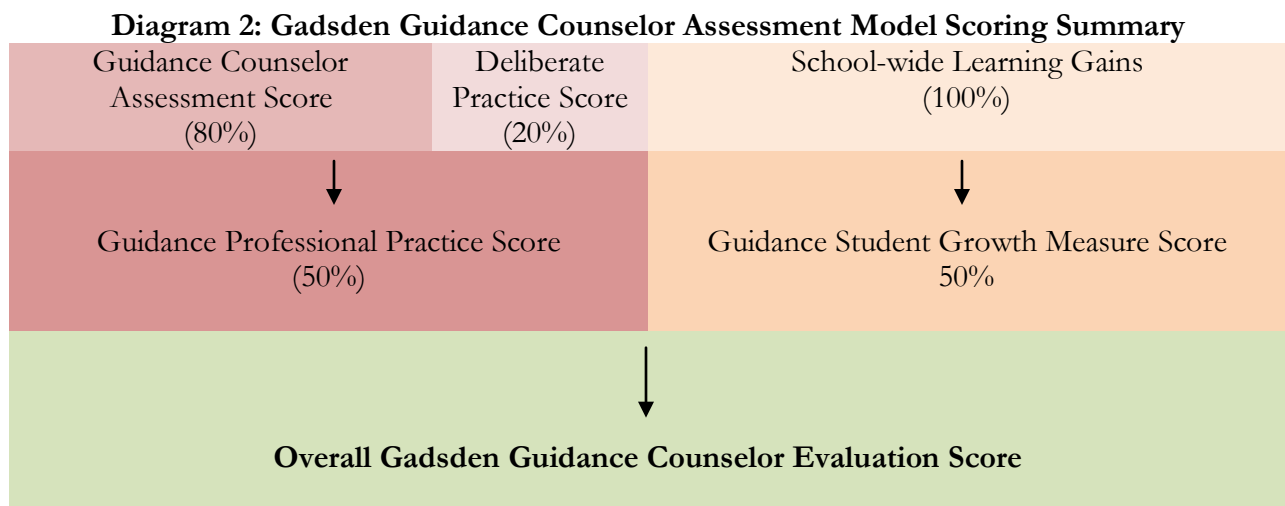 Diagram 2: Gadsden Guidance Counselor Assessment Model Scoring Summary
Guidance Counselor
Assessment Score
(80%)
Deliberate
Practice Score
(20%)
School-wide Learning Gains
(100%)
Guidance Professional Practice Score
(50%)
Guidance Student Growth Measure Score
50%
Overall Gadsden Guidance Counselor Evaluation Score